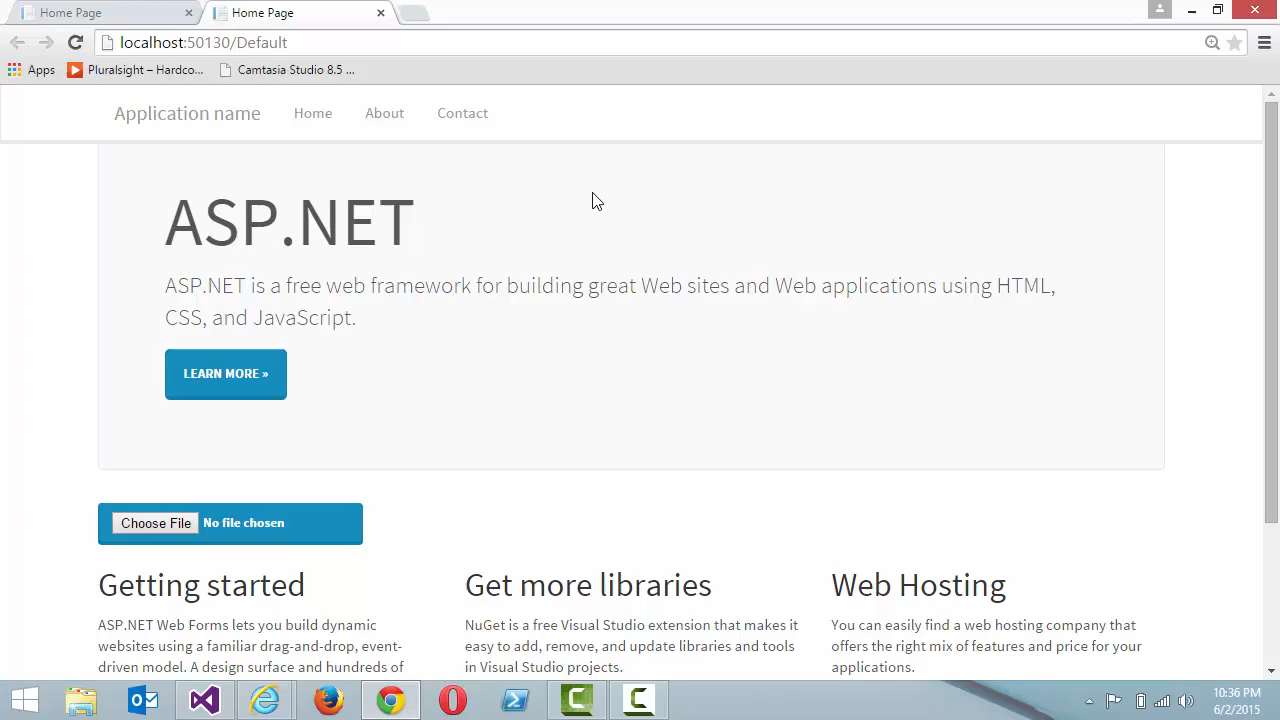 Home Page
Home Page
localhost:50130/Default
Apps
Pluralsight – Hardco...
Camtasia Studio 8.5 ...
Application name
Home
About
Contact
ASP.NET
ASP.NET is a free web framework for building great Web sites and Web applications using HTML,
CSS, and JavaScript.
LEARN MORE »
Choose File No file chosen
Getting started
ASP.NET Web Forms lets you build dynamic
websites using a familiar drag-and-drop, event-
driven model. A design surface and hundreds of
Get more libraries
NuGet is a free Visual Studio extension that makes it
easy to add, remove, and update libraries and tools
in Visual Studio projects.
Web Hosting
You can easily find a web hosting company that
offers the right mix of features and price for your
applications.
10:36 PM
6/2/2015